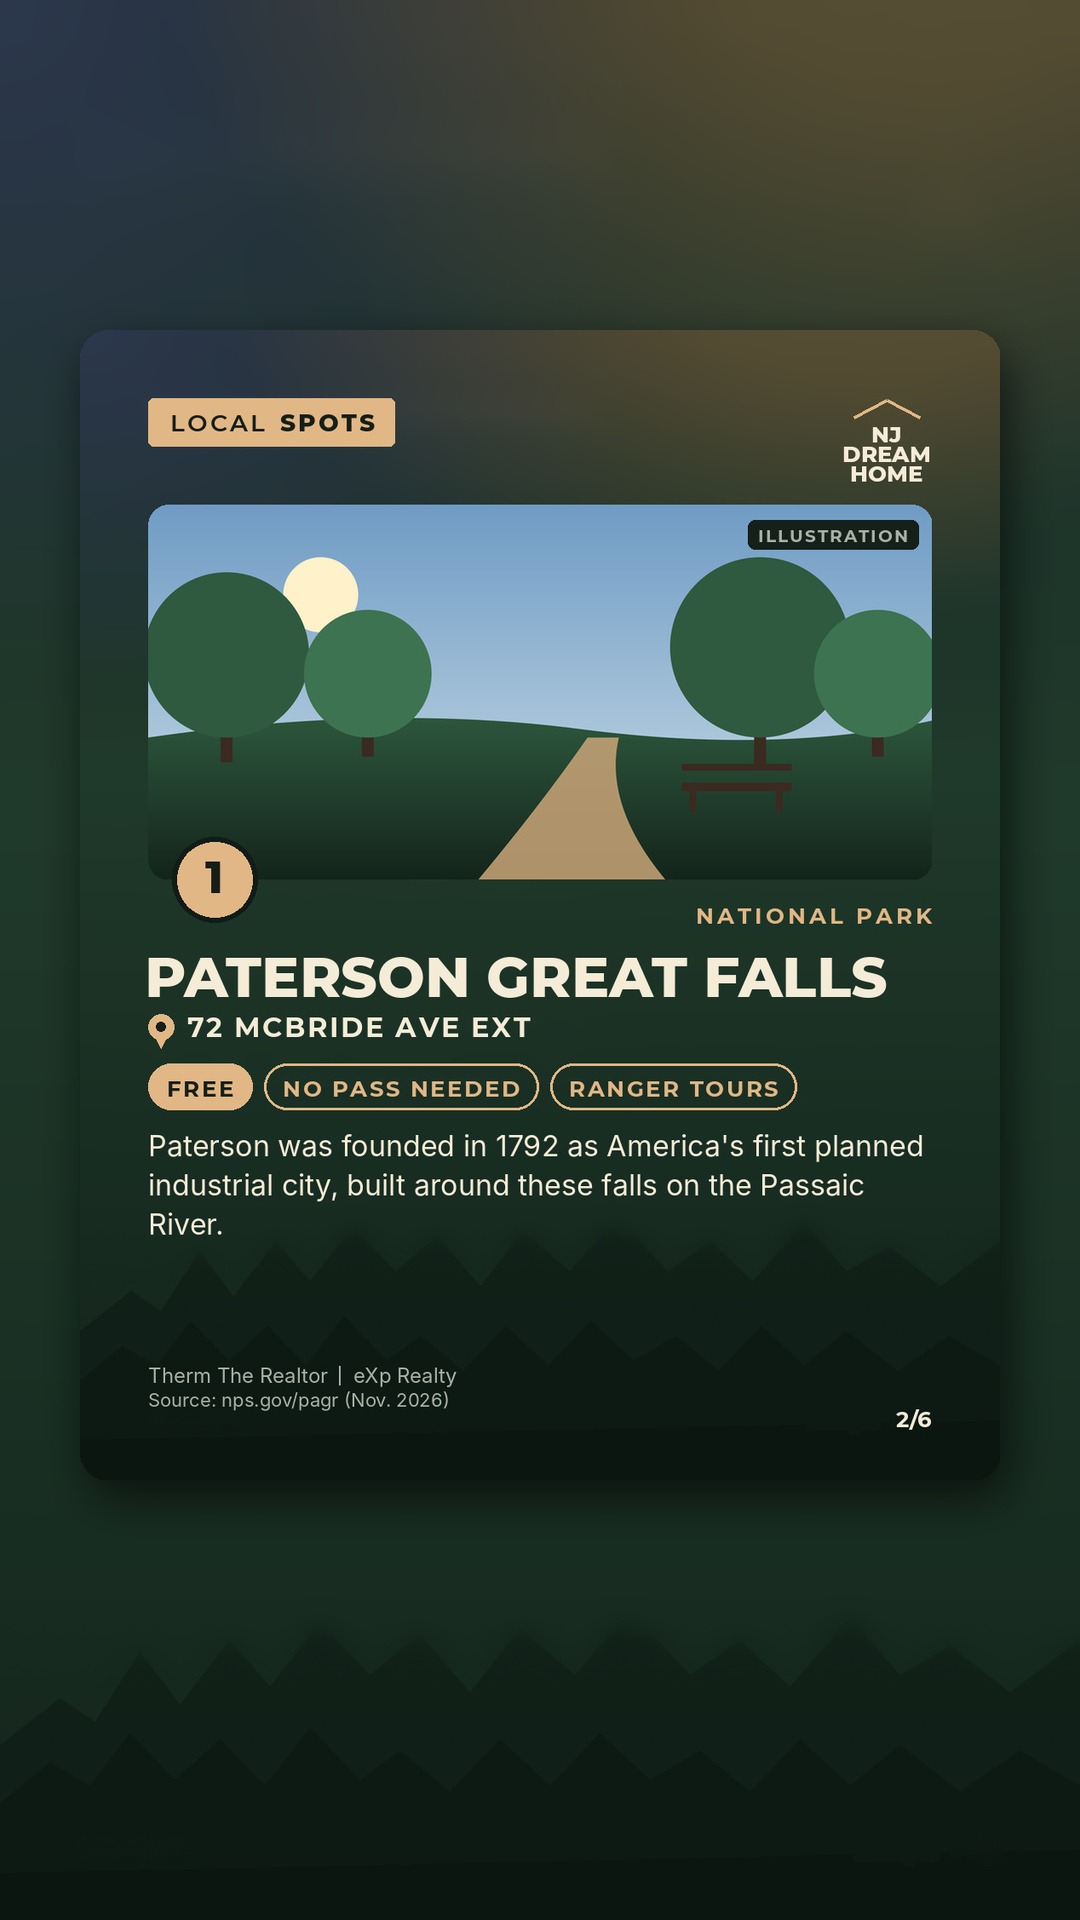 LOCAL SPOTS
NJ
DREAM
HOME
ILLUSTRATION
1
NATIONAL PARK
PATERSON GREAT FALLS
72 MCBRIDE AVE EXT
FREE
NO PASS NEEDED
RANGER TOURS
Paterson was founded in 1792 as America's first planned
industrial city, built around these falls on the Passaic
River.
Therm The Realtor | eXp Realty
Source: nps.gov/pagr (Nov. 2026)
2/6